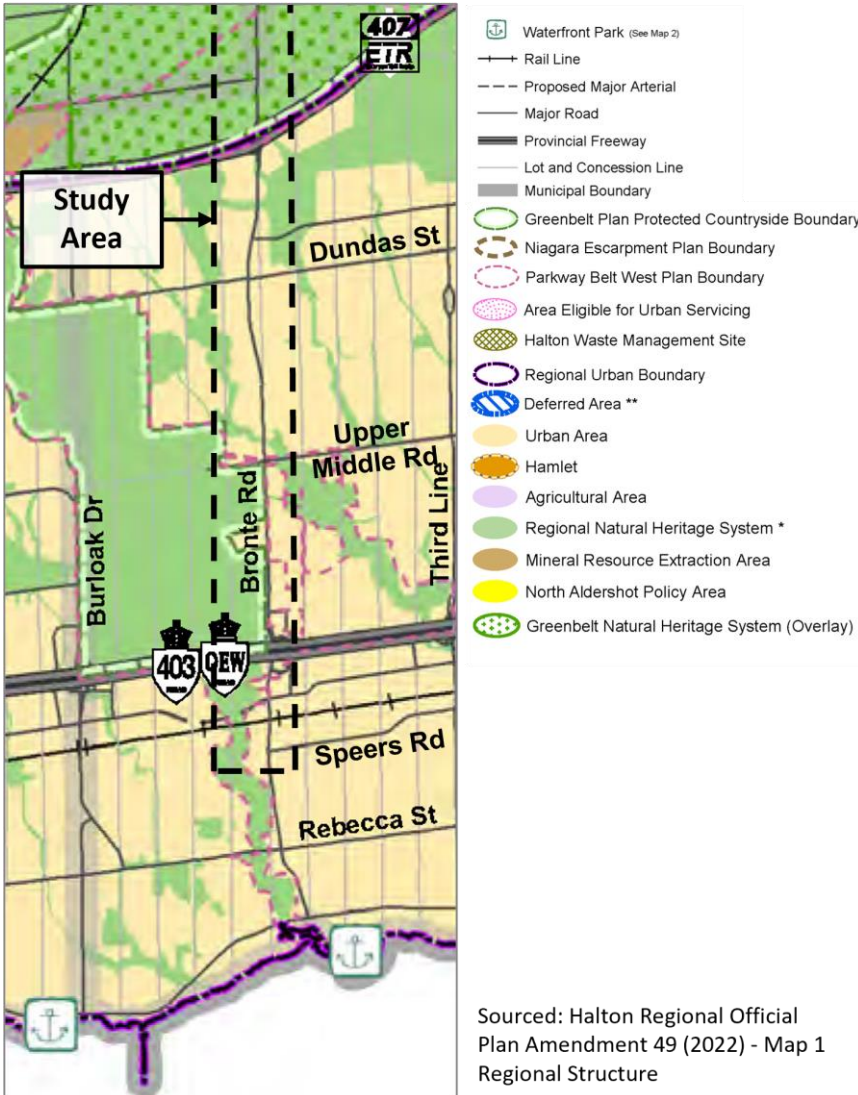 407
ETR
Study
Area
Dundas St
Upper
Middle Rd
Burloak Dr
Bronte Rd
Third Line
403
QEW
Speers Rd
Rebecca St
Waterfront Park (See Map 2)
Rail Line
Proposed Major Arterial
Major Road
Provincial Freeway
Lot and Concession Line
Municipal Boundary
Greenbelt Plan Protected Countryside Boundary
Niagara Escarpment Plan Boundary
Parkway Belt West Plan Boundary
Area Eligible for Urban Servicing
Halton Waste Management Site
Regional Urban Boundary
Deferred Area **
Urban Area
Hamlet
Agricultural Area
Regional Natural Heritage System *
Mineral Resource Extraction Area
North Aldershot Policy Area
Greenbelt Natural Heritage System (Overlay)
Sourced: Halton Regional Official
Plan Amendment 49 (2022) - Map 1
Regional Structure